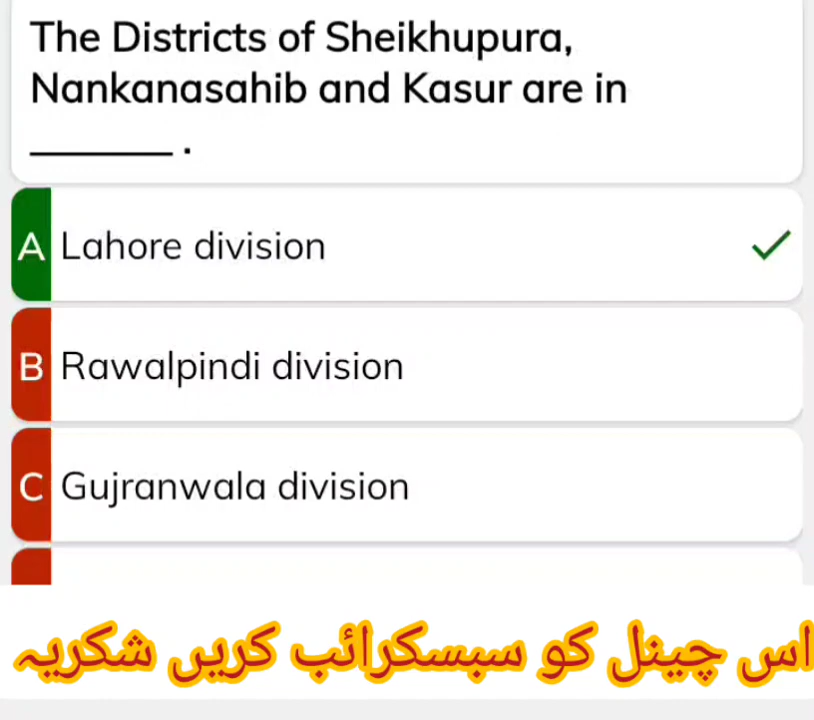 The Districts of Sheikhupura,
Nankanasahib and Kasur are in
_______ .
A Lahore division
B Rawalpindi division
C Gujranwala division
اس چینل کو سبسکرائب کریں شکریہ